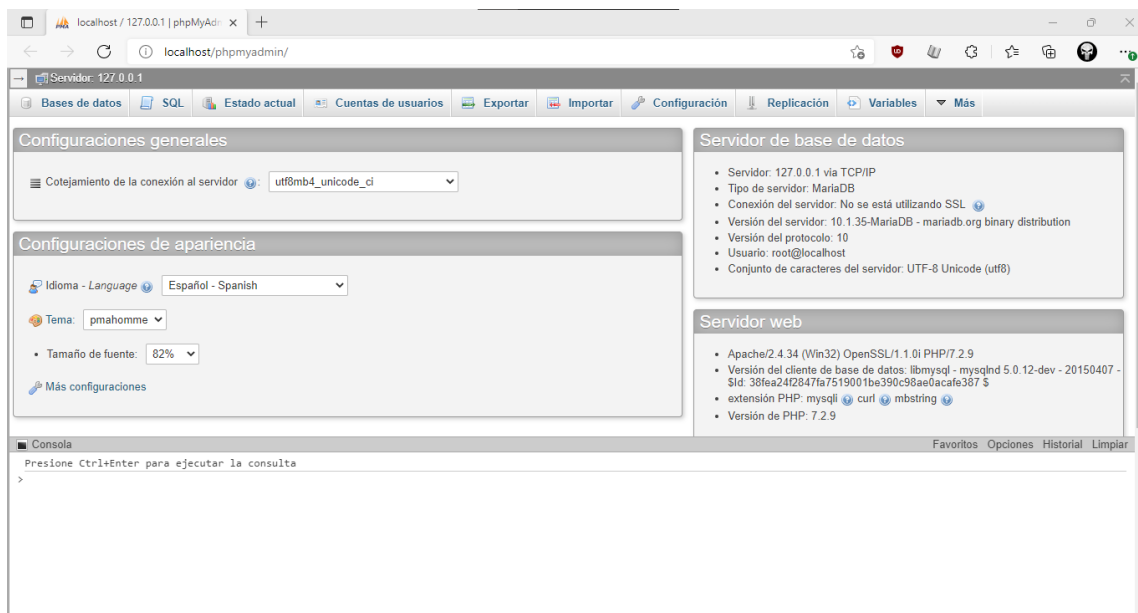 localhost / 127.0.0.1 | phpMyAdm
localhost/phpmyadmin/
Servidor: 127.0.0.1
Bases de datos SQL Estado actual Cuentas de usuarios Exportar Importar Configuración Replicación Variables Más
Configuraciones generales
Cotejamiento de la conexión al servidor : utf8mb4_unicode_ci
Configuraciones de apariencia
Idioma - Language Español - Spanish
Tema: pmahomme
Tamaño de fuente: 82%
Más configuraciones
Servidor de base de datos
Servidor: 127.0.0.1 via TCP/IP
Tipo de servidor: MariaDB
Conexión del servidor: No se está utilizando SSL
Versión del servidor: 10.1.35-MariaDB - mariadb.org binary distribution
Versión del protocolo: 10
Usuario: root@localhost
Conjunto de caracteres del servidor: UTF-8 Unicode (utf8)
Servidor web
Apache/2.4.34 (Win32) OpenSSL/1.1.0i PHP/7.2.9
Versión del cliente de base de datos: libmysql - mysqlnd 5.0.12-dev - 20150407 -
$Id: 38fea24f2847fa7519001be390c98ae0acafe387 $
extensión PHP: mysqli curl mbstring
Versión de PHP: 7.2.9
Consola Favoritos Opciones Historial Limpiar
Presione Ctrl+Enter para ejecutar la consulta
>